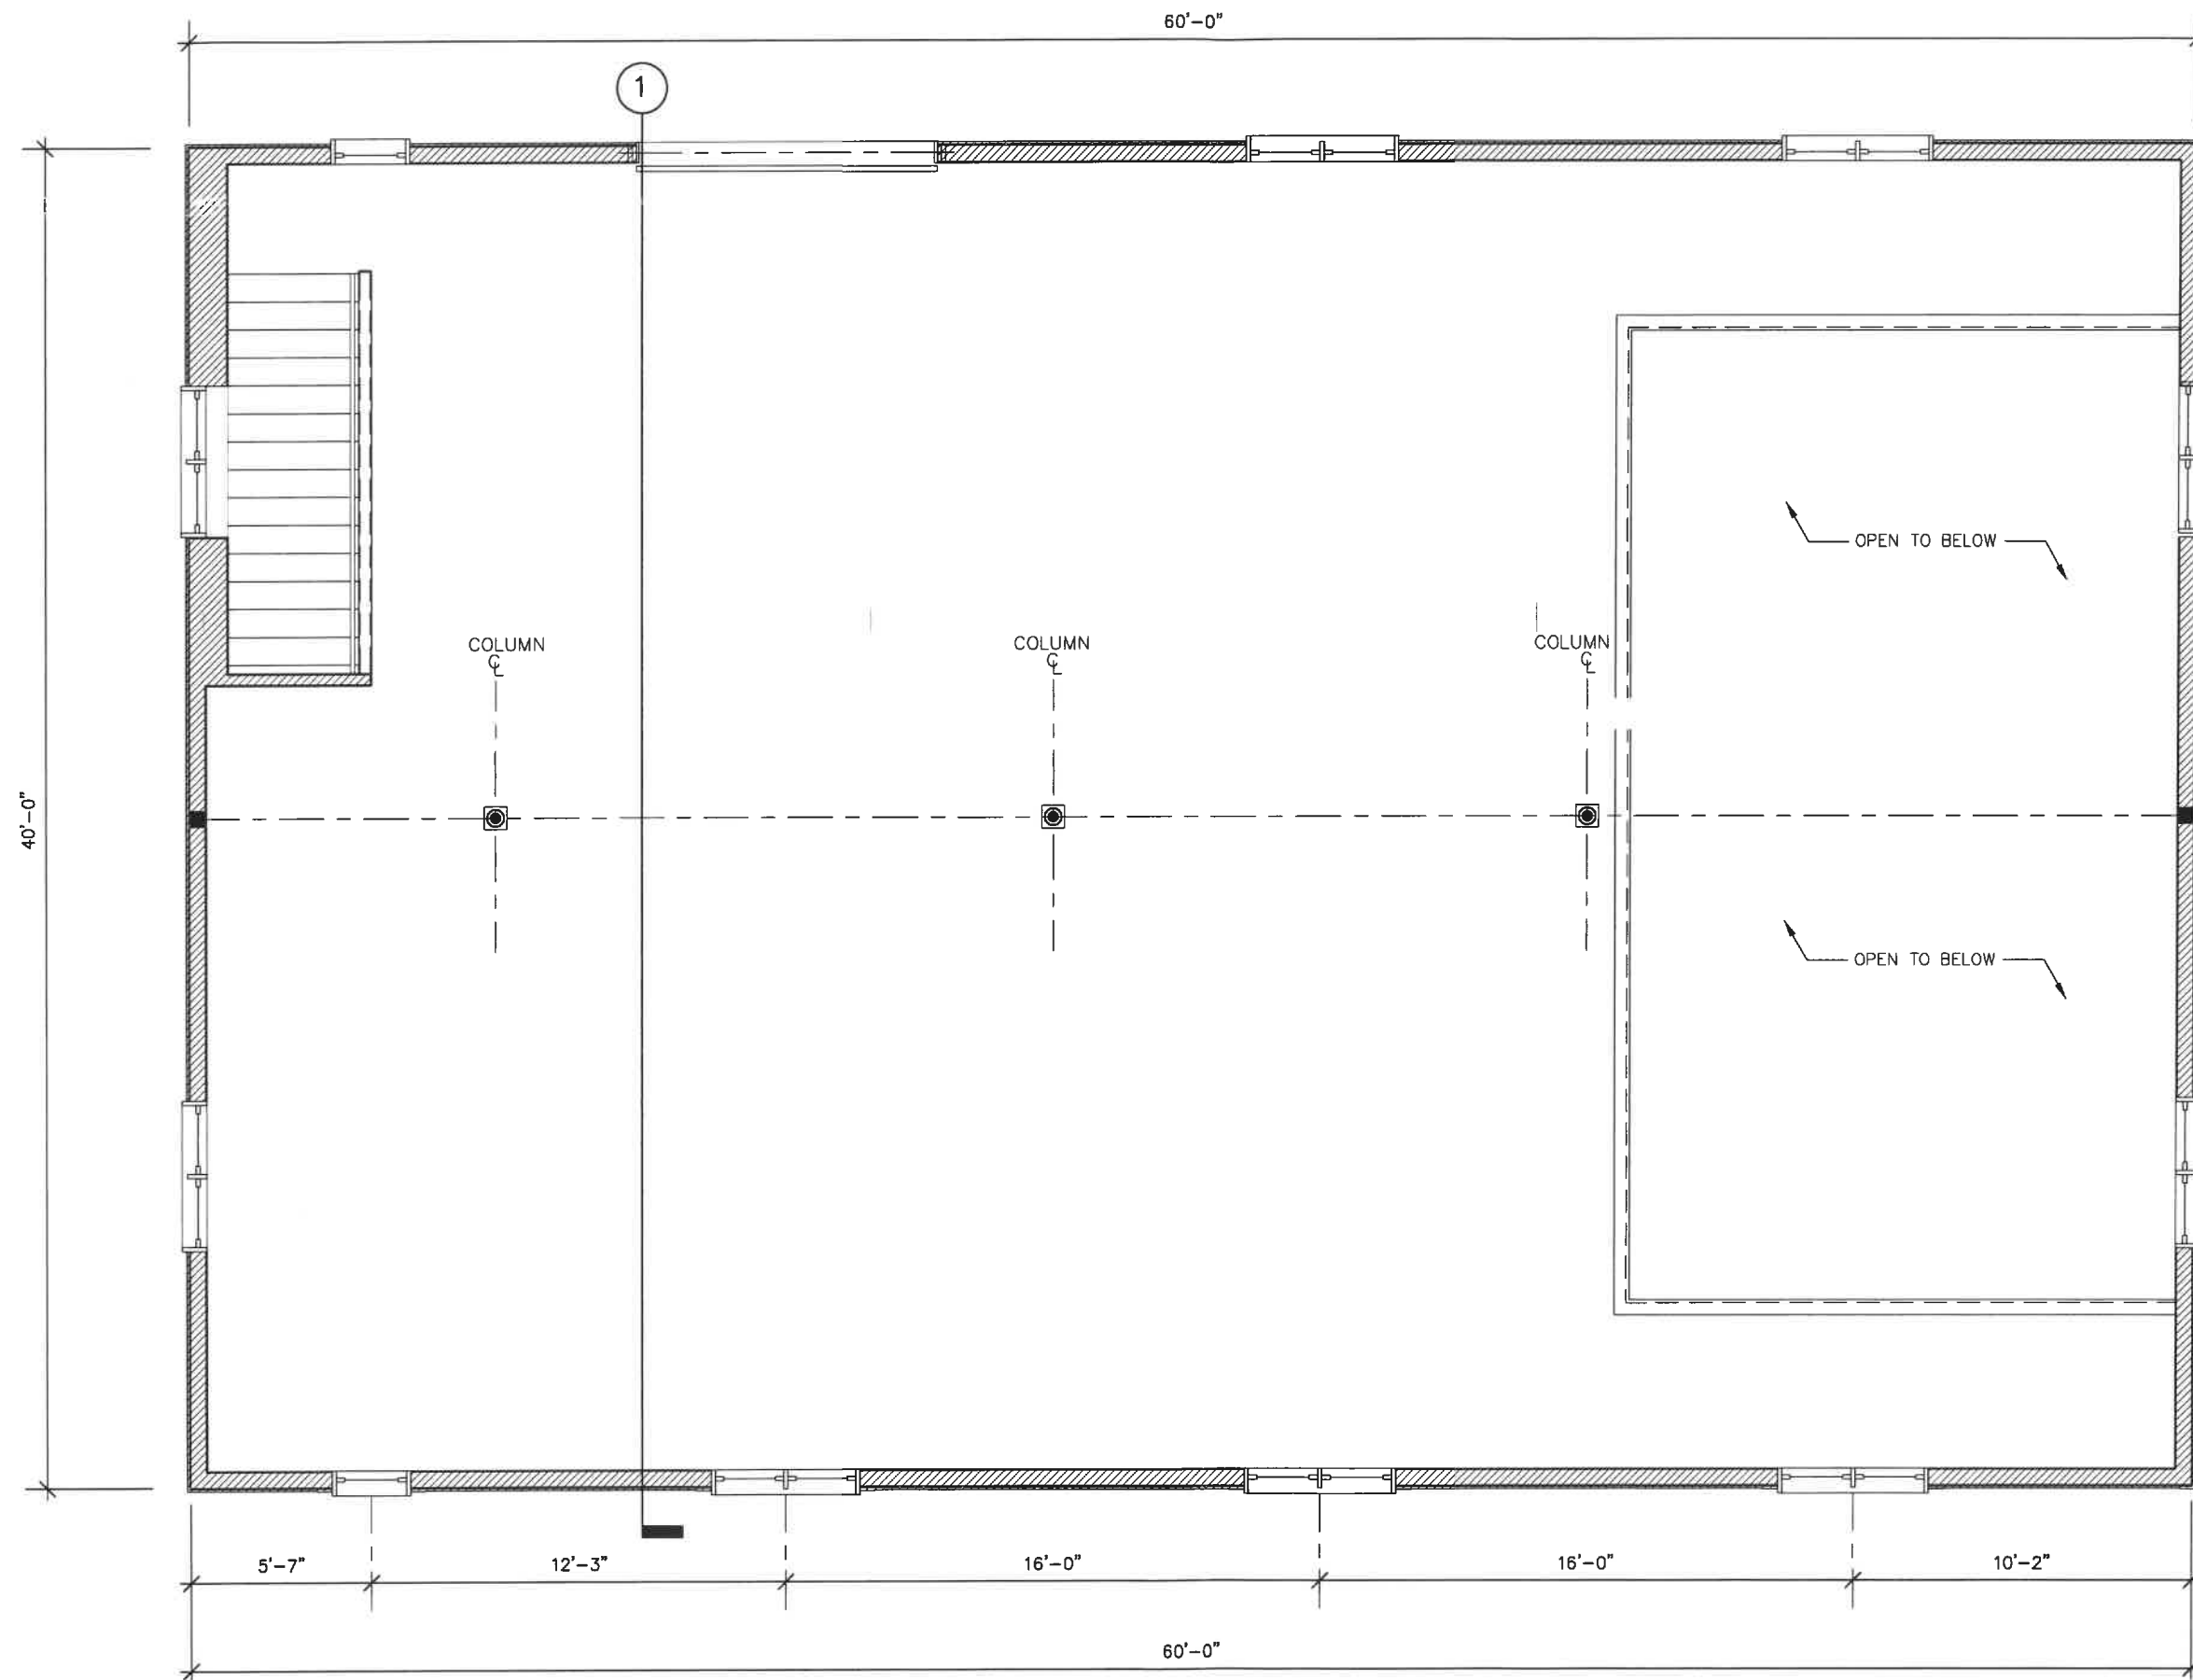 60'-0"
1
OPEN TO BELOW
COLUMN
℄
COLUMN
℄
COLUMN
℄
40'-0"
OPEN TO BELOW
5'-7"
12'-3"
16'-0"
16'-0"
10'-2"
60'-0"